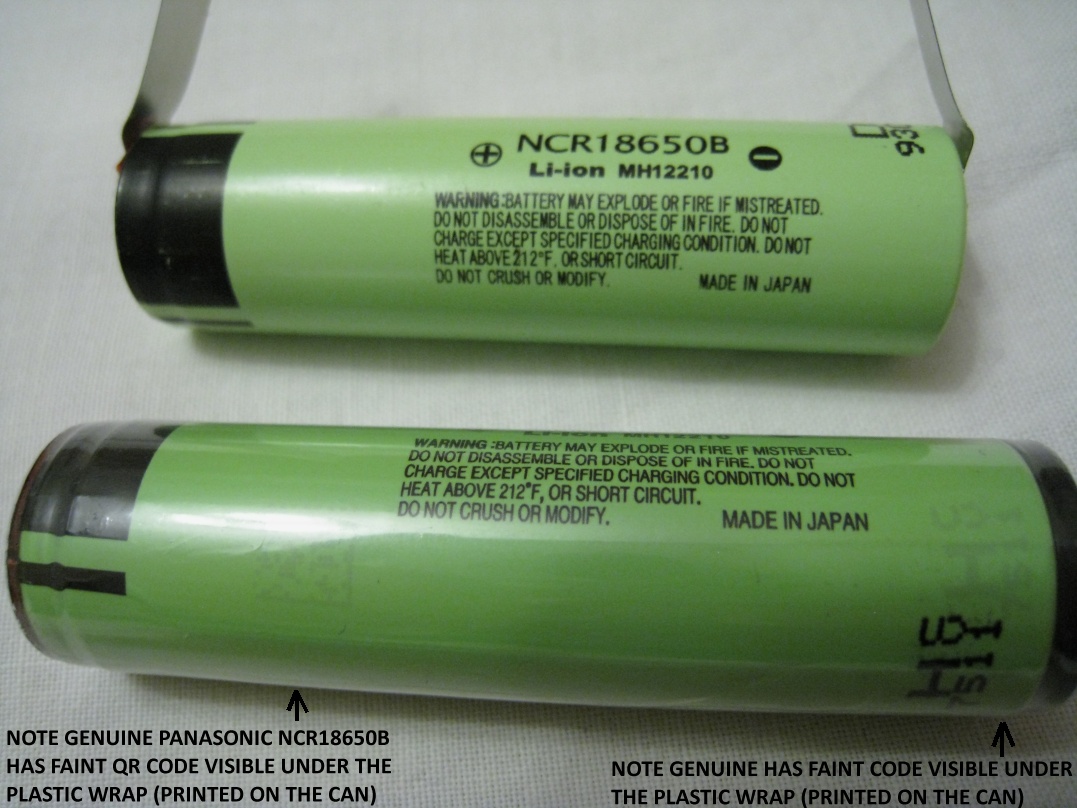 NCR18650B
Li-ion MH12210
WARNING:BATTERY MAY EXPLODE OR FIRE IF MISTREATED.
DO NOT DISASSEMBLE OR DISPOSE OF IN FIRE. DO NOT
CHARGE EXCEPT SPECIFIED CHARGING CONDITION. DO NOT
HEAT ABOVE 212°F. OR SHORT CIRCUIT.
DO NOT CRUSH OR MODIFY. MADE IN JAPAN
Li-ion MH12210
WARNING :BATTERY MAY EXPLODE OR FIRE IF MISTREATED.
DO NOT DISASSEMBLE OR DISPOSE OF IN FIRE. DO NOT
CHARGE EXCEPT SPECIFIED CHARGING CONDITION. DO NOT
HEAT ABOVE 212°F, OR SHORT CIRCUIT.
DO NOT CRUSH OR MODIFY. MADE IN JAPAN
NOTE GENUINE PANASONIC NCR18650B
HAS FAINT QR CODE VISIBLE UNDER THE
PLASTIC WRAP (PRINTED ON THE CAN)
NOTE GENUINE HAS FAINT CODE VISIBLE UNDER
THE PLASTIC WRAP (PRINTED ON THE CAN)